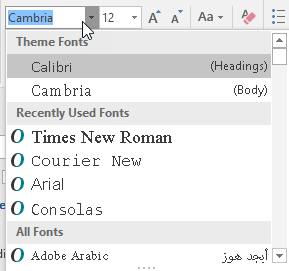 Cambria 12 A A Aa
Theme Fonts
Calibri (Headings)
Cambria (Body)
Recently Used Fonts
O Times New Roman
O Courier New
O Arial
O Consolas
All Fonts
O Adobe Arabic أبجد هوز